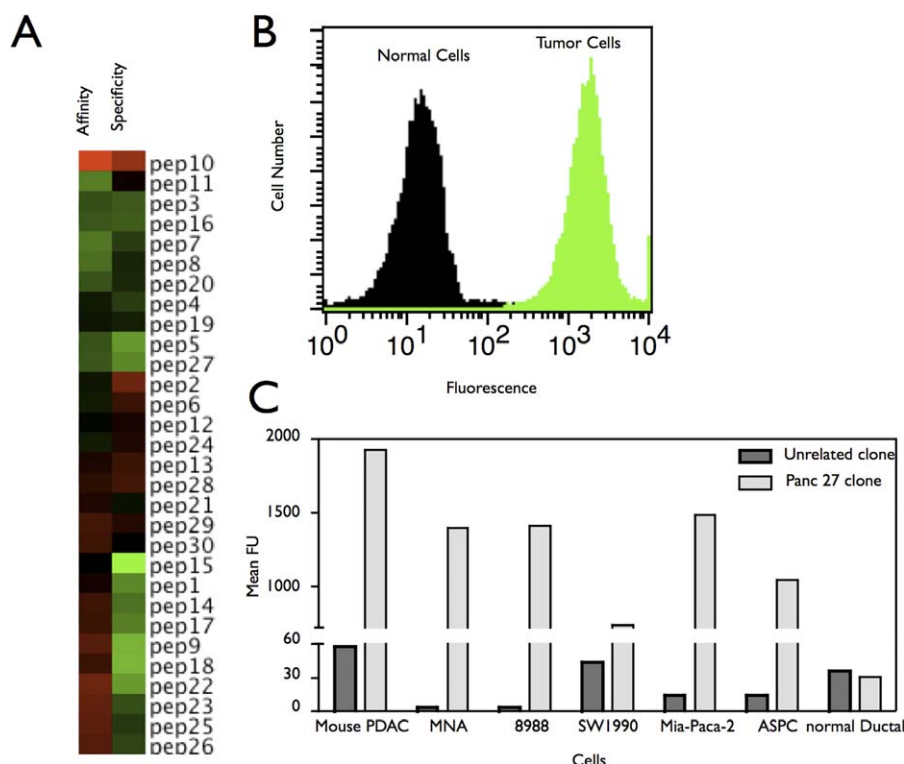 A
Affinity
Specificity
pep10
pep11
pep3
pep16
pep7
pep8
pep20
pep4
pep19
pep5
pep27
pep2
pep6
pep12
pep24
pep13
pep28
pep21
pep29
pep30
pep15
pep1
pep14
pep17
pep9
pep18
pep22
pep23
pep25
pep26
B
Normal Cells
Tumor Cells
Cell Number
10^0 10^1 10^2 10^3 10^4
Fluorescence
C
2000
1500
1000
60
30
0
Mean FU
Unrelated clone
Panc 27 clone
Mouse PDAC MNA 8988 SW1990 Mia-Paca-2 ASPC normal Ductal
Cells